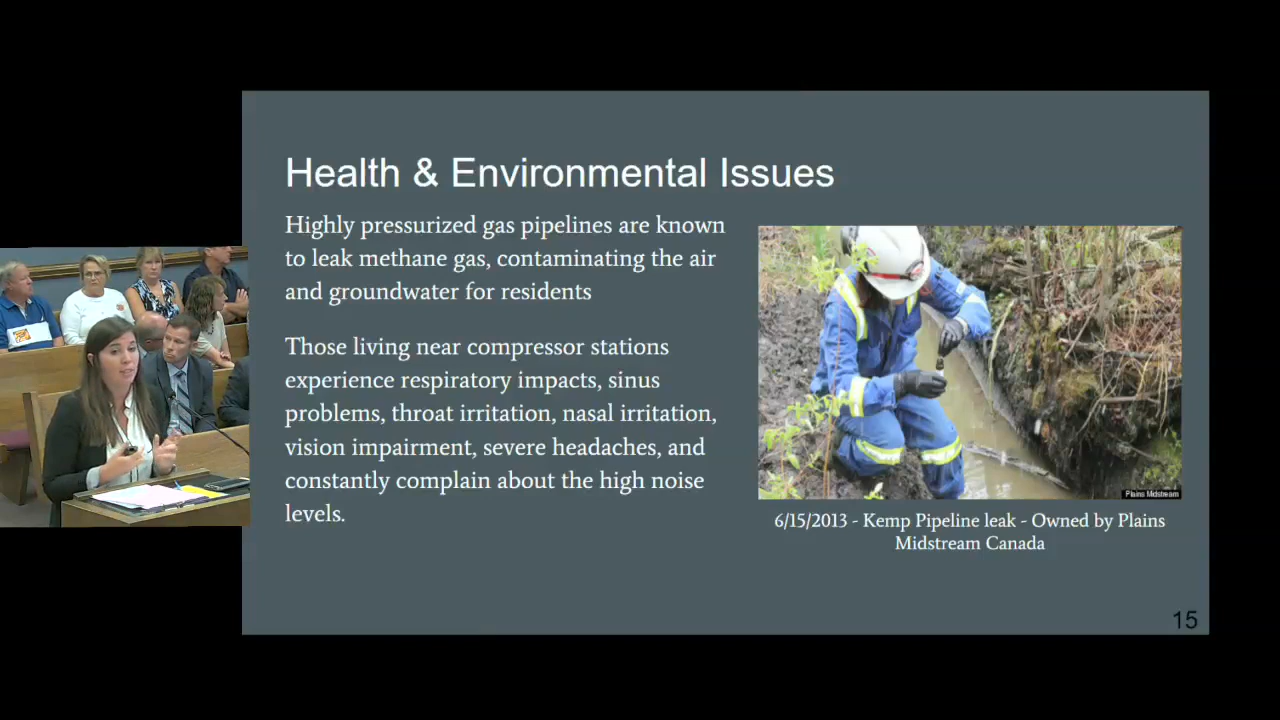 Health & Environmental Issues
Highly pressurized gas pipelines are known
to leak methane gas, contaminating the air
and groundwater for residents
Those living near compressor stations
experience respiratory impacts, sinus
problems, throat irritation, nasal irritation,
vision impairment, severe headaches, and
constantly complain about the high noise
levels.
Plains Midstream
6/15/2013 - Kemp Pipeline leak - Owned by Plains
Midstream Canada
15